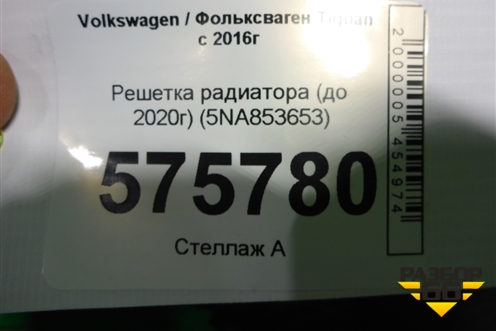 Volkswagen / Фольксваген Tiguan
с 2016г
Решетка радиатора (до
2020г) (5NA853653)
575780
Стеллаж А
2000005454974
РАЗБОР